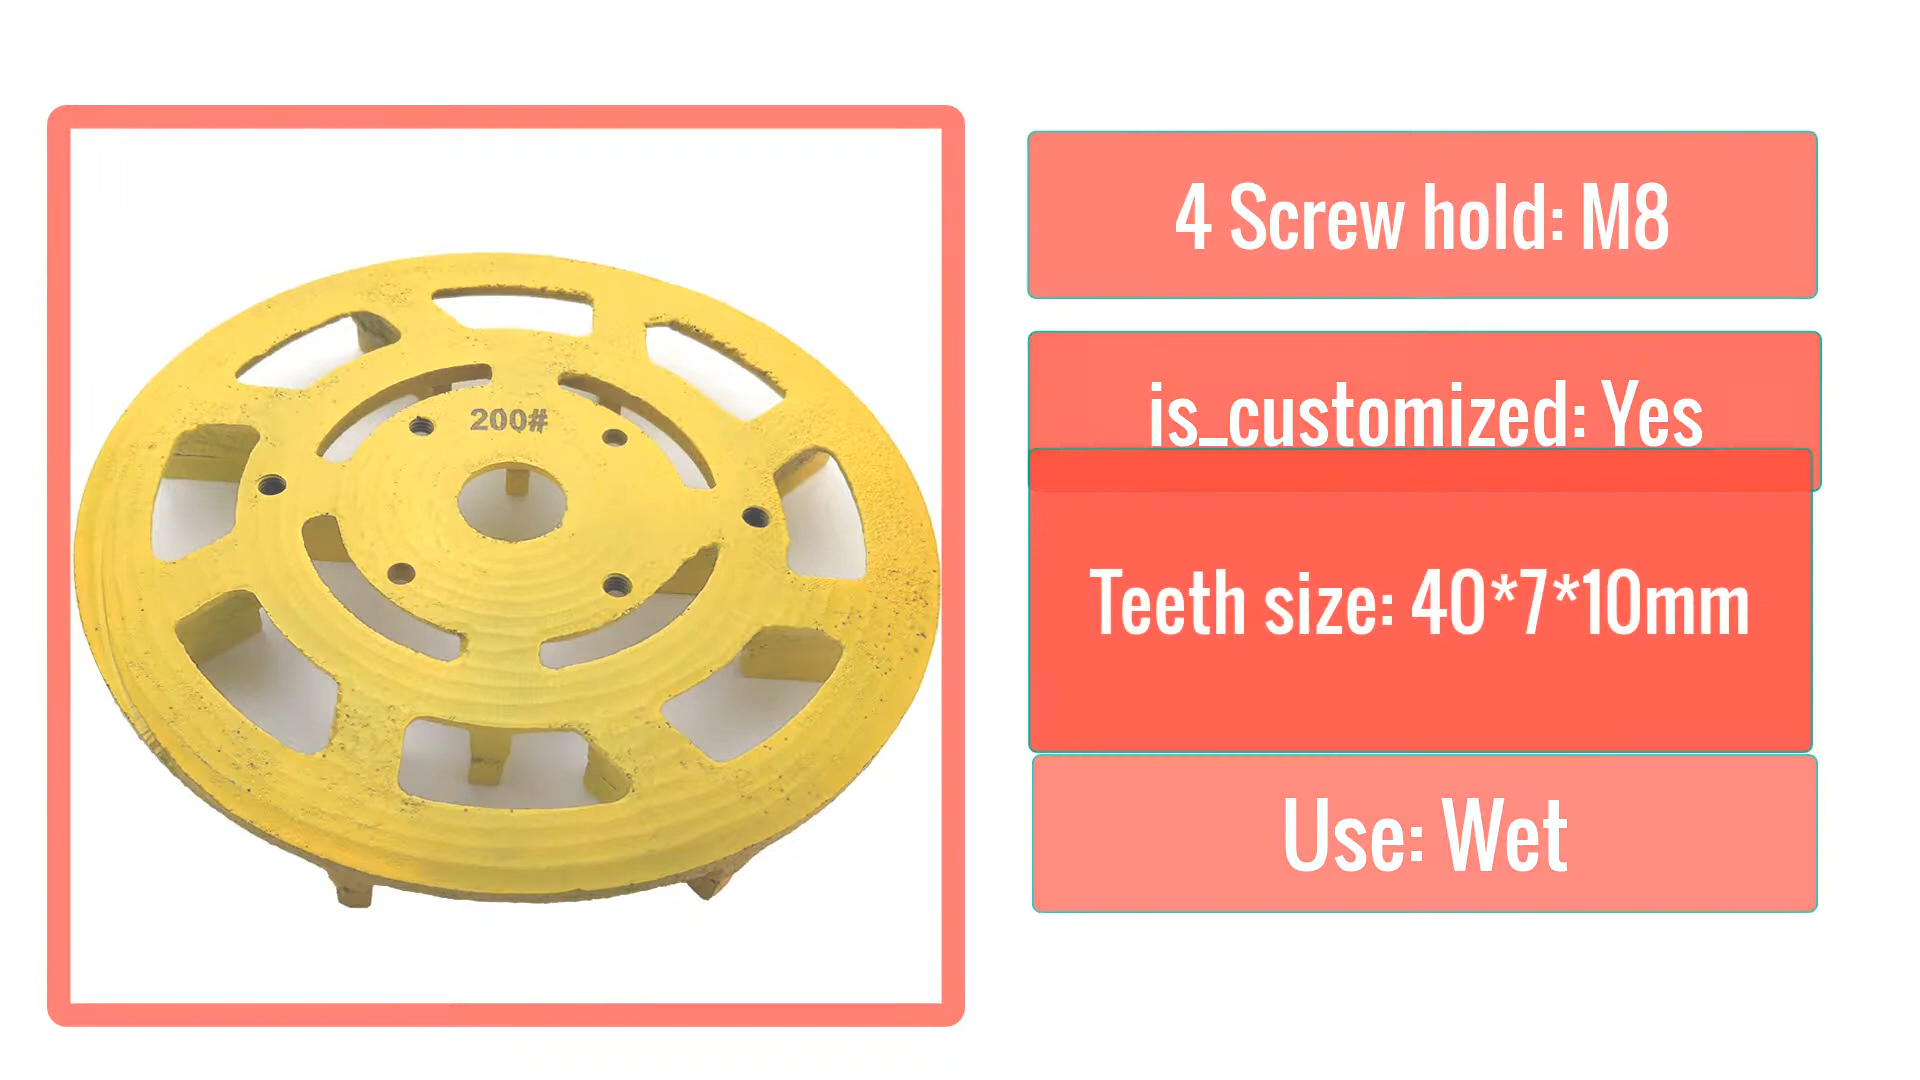 200#
4 Screw hold: M8
is_customized: Yes
Teeth size: 40*7*10mm
Use: Wet